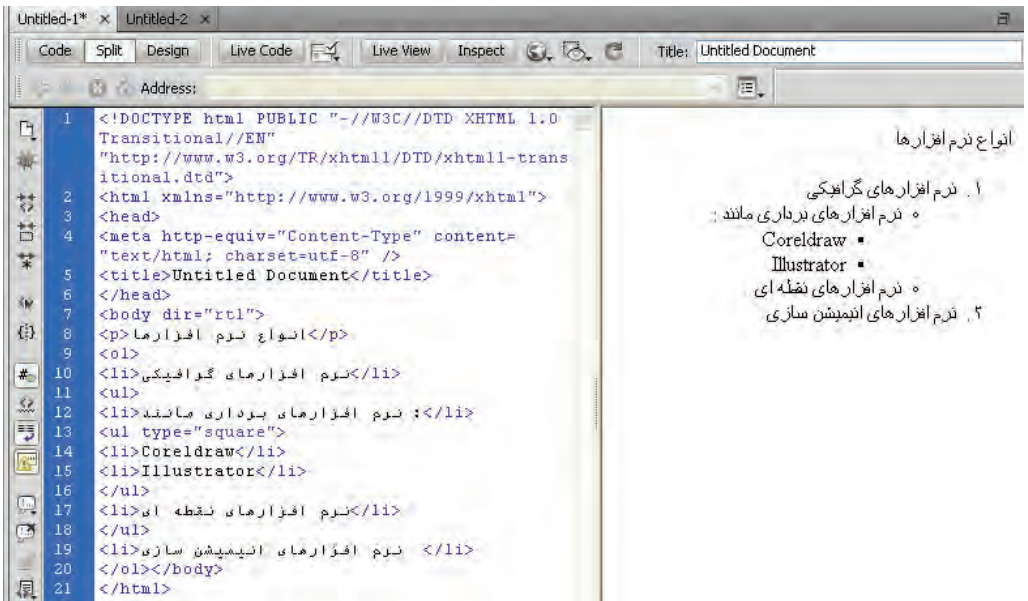 Untitled-1* × Untitled-2 ×
Code Split Design Live Code Live View Inspect Title: Untitled Document
Address:
1 <!DOCTYPE html PUBLIC "-//W3C//DTD XHTML 1.0
Transitional//EN"
"http://www.w3.org/TR/xhtml1/DTD/xhtml1-trans
itional.dtd">
2 <html xmlns="http://www.w3.org/1999/xhtml">
3 <head>
4 <meta http-equiv="Content-Type" content=
"text/html; charset=utf-8" />
5 <title>Untitled Document</title>
6 </head>
7 <body dir="rtl">
8 <p>انواع نرم افزارها</p>
9 <ol>
10 <li>نرم افزارهای گرافیکی</li>
11 <ul>
12 <li>نرم افزارهای برداری مانند :</li>
13 <ul type="square">
14 <li>Coreldraw</li>
15 <li>Illustrator</li>
16 </ul>
17 <li>نرم افزارهای نقطه ای</li>
18 </ul>
19 <li>نرم افزارهای انیمیشن سازی </li>
20 </ol></body>
21 </html>
انواع نرم افزارها
۱. نرم افزارهای گرافیکی
نرم افزارهای برداری مانند :
Coreldraw
Illustrator
نرم افزارهای نقطه ای
۲. نرم افزارهای انیمیشن سازی